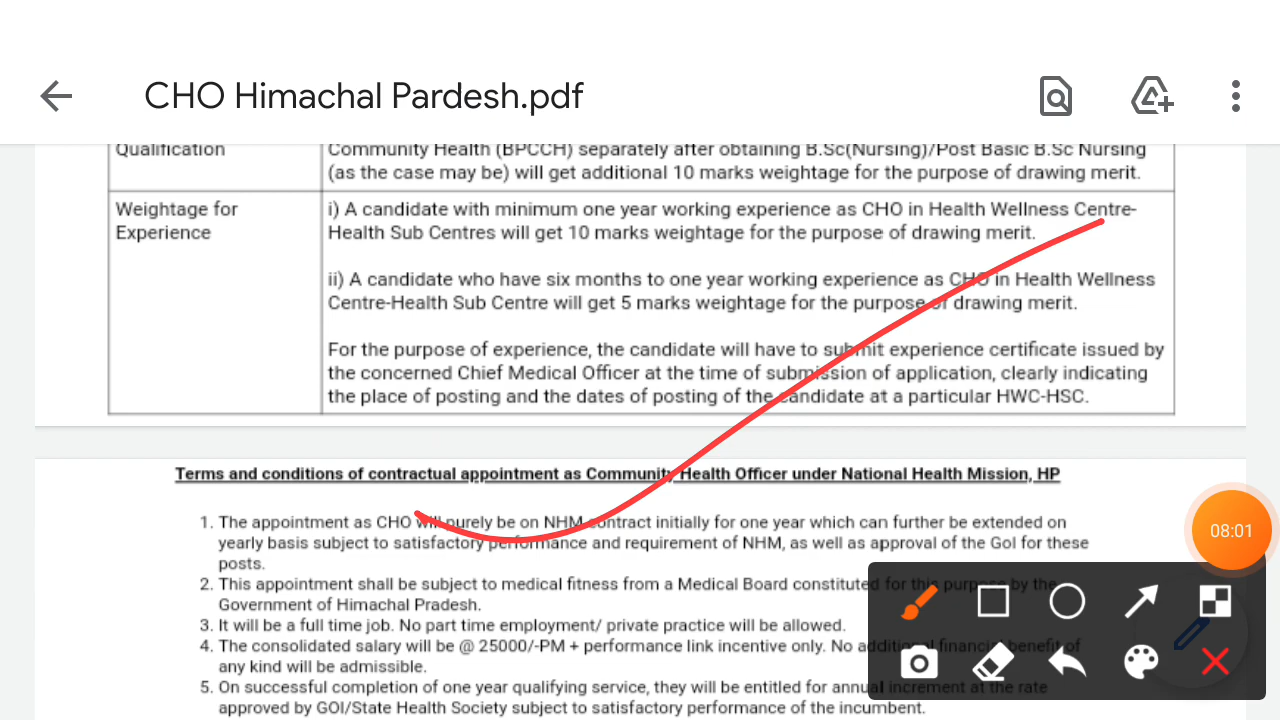 CHO Himachal Pardesh.pdf
Qualification
Community Health (BPCCH) separately after obtaining B.Sc(Nursing)/Post Basic B.Sc Nursing
(as the case may be) will get additional 10 marks weightage for the purpose of drawing merit.
Weightage for
Experience
i) A candidate with minimum one year working experience as CHO in Health Wellness Centre-
Health Sub Centres will get 10 marks weightage for the purpose of drawing merit.
ii) A candidate who have six months to one year working experience as CHO in Health Wellness
Centre-Health Sub Centre will get 5 marks weightage for the purpose of drawing merit.
For the purpose of experience, the candidate will have to submit experience certificate issued by
the concerned Chief Medical Officer at the time of submission of application, clearly indicating
the place of posting and the dates of posting of the candidate at a particular HWC-HSC.
Terms and conditions of contractual appointment as Community Health Officer under National Health Mission, HP
1. The appointment as CHO will purely be on NHM contract initially for one year which can further be extended on
yearly basis subject to satisfactory performance and requirement of NHM, as well as approval of the GoI for these
posts.
2. This appointment shall be subject to medical fitness from a Medical Board constituted for this purpose by the
Government of Himachal Pradesh.
3. It will be a full time job. No part time employment/ private practice will be allowed.
4. The consolidated salary will be @ 25000/-PM + performance link incentive only. No additional financial benefit of
any kind will be admissible.
5. On successful completion of one year qualifying service, they will be entitled for annual increment at the rate
approved by GOI/State Health Society subject to satisfactory performance of the incumbent.
08:01